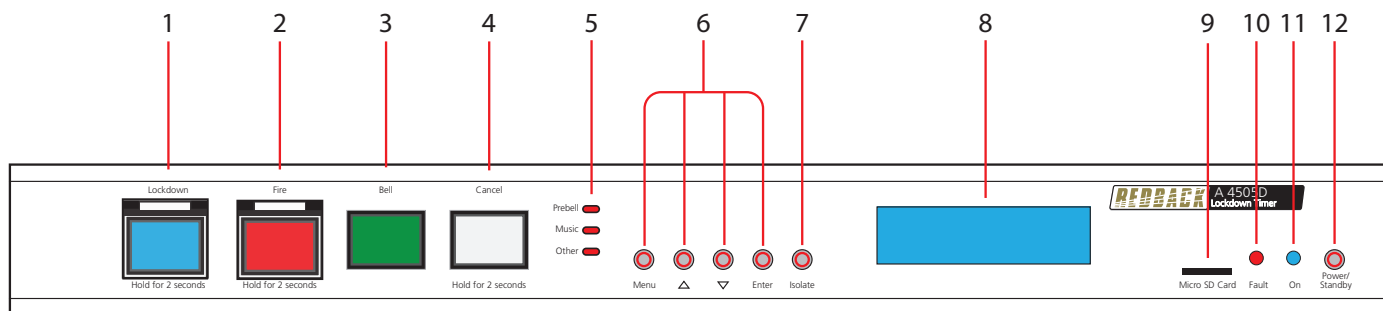 1 2 3 4 5 6 7 8 9 10 11 12
Lockdown Fire Bell Cancel
Prebell
Music
Other
REDBACK A 4505D
Lockdown Timer
Hold for 2 seconds Hold for 2 seconds Hold for 2 seconds
Menu Enter Isolate
Micro SD Card Fault On Power/
Standby